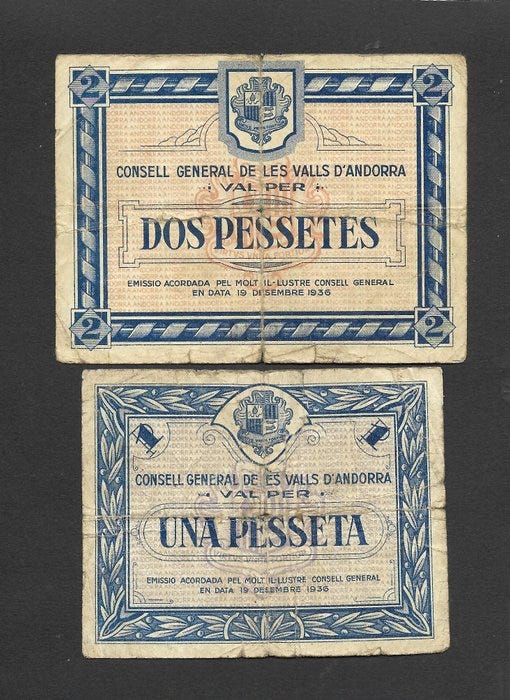 2 2
CONSELL GENERAL DE LES VALLS D'ANDORRA
VAL PER
DOS PESSETES
EMISSIO ACORDADA PEL MOLT IL·LUSTRE CONSELL GENERAL
EN DATA 19 DESEMBRE 1936
2 2
1 1
CONSELL GENERAL DE LES VALLS D'ANDORRA
VAL PER
UNA PESSETA
EMISSIO ACORDADA PEL MOLT IL·LUSTRE CONSELL GENERAL
EN DATA 19 DESEMBRE 1936